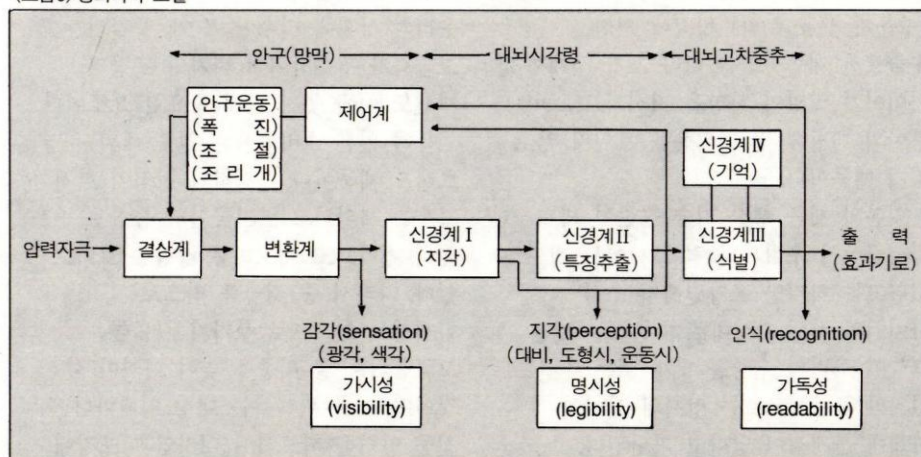 안구(망막) 대뇌시각령 대뇌고차중추
(안구운동)
(폭 진)
(조 절)
(조 리 개)
제어계
신경계Ⅳ
(기억)
압력자극
결상계
변환계
신경계Ⅰ
(지각)
신경계Ⅱ
(특징추출)
신경계Ⅲ
(식별)
출 력
(효과기로)
감각(sensation)
(광각, 색각)
지각(perception)
(대비, 도형시, 운동시)
인식(recognition)
가시성
(visibility)
명시성
(legibility)
가독성
(readability)